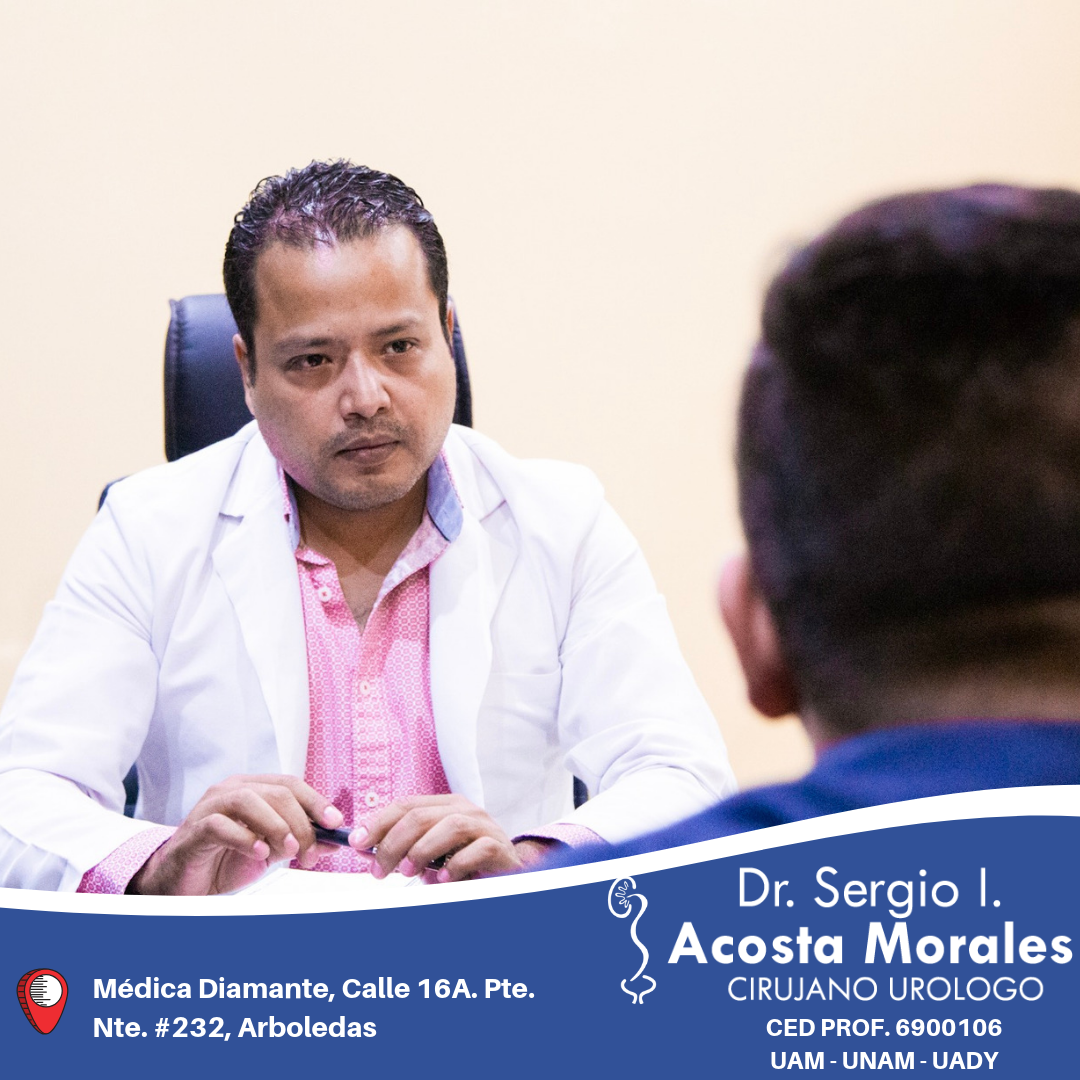 Médica Diamante, Calle 16A. Pte.
Nte. #232, Arboledas
Dr. Sergio I.
Acosta Morales
CIRUJANO UROLOGO
CED PROF. 6900106
UAM - UNAM - UADY